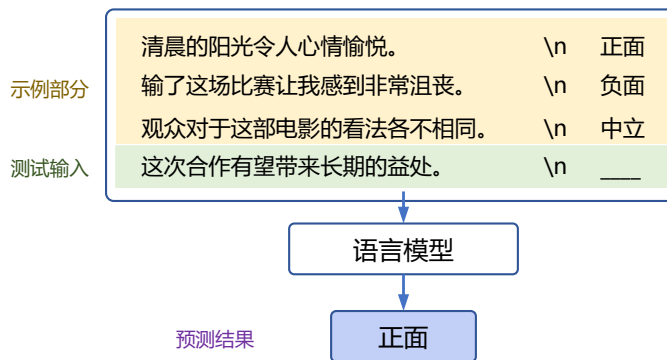 清晨的阳光令人心情愉悦。 \n 正面
示例部分 输了这场比赛让我感到非常沮丧。 \n 负面
观众对于这部电影的看法各不相同。 \n 中立
测试输入 这次合作有望带来长期的益处。 \n ____
语言模型
预测结果 正面